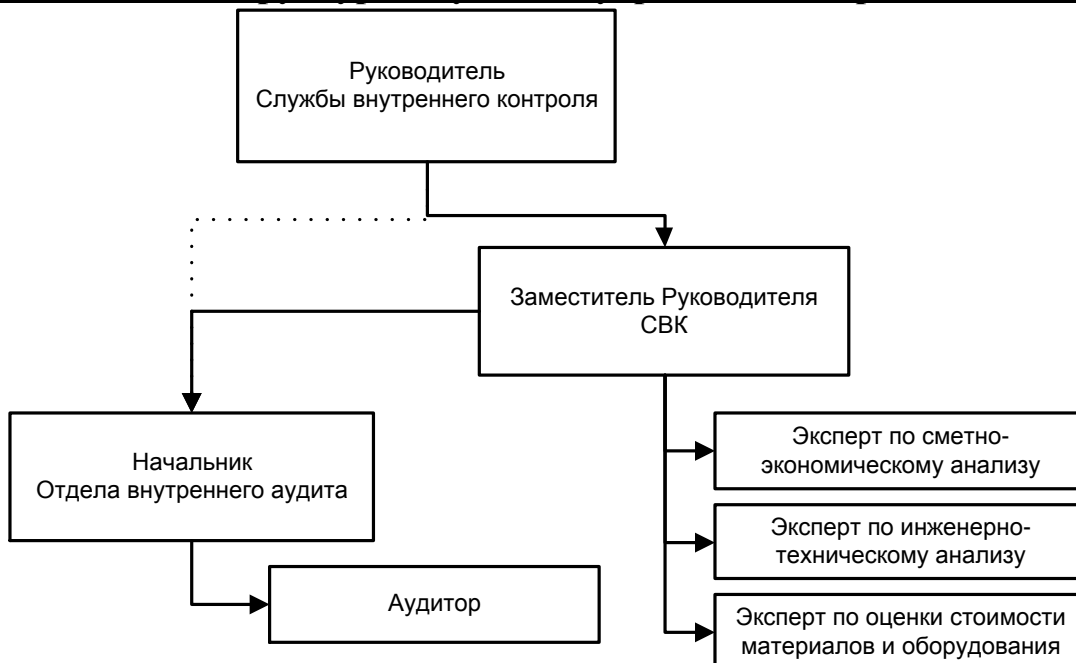 Руководитель
Службы внутреннего контроля
Заместитель Руководителя
СВК
Начальник
Отдела внутреннего аудита
Аудитор
Эксперт по сметно-
экономическому анализу
Эксперт по инженерно-
техническому анализу
Эксперт по оценки стоимости
материалов и оборудования